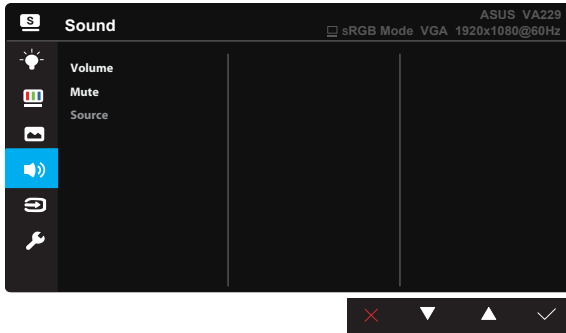 S
Sound
ASUS VA229
sRGB Mode VGA 1920x1080@60Hz
Volume
Mute
Source